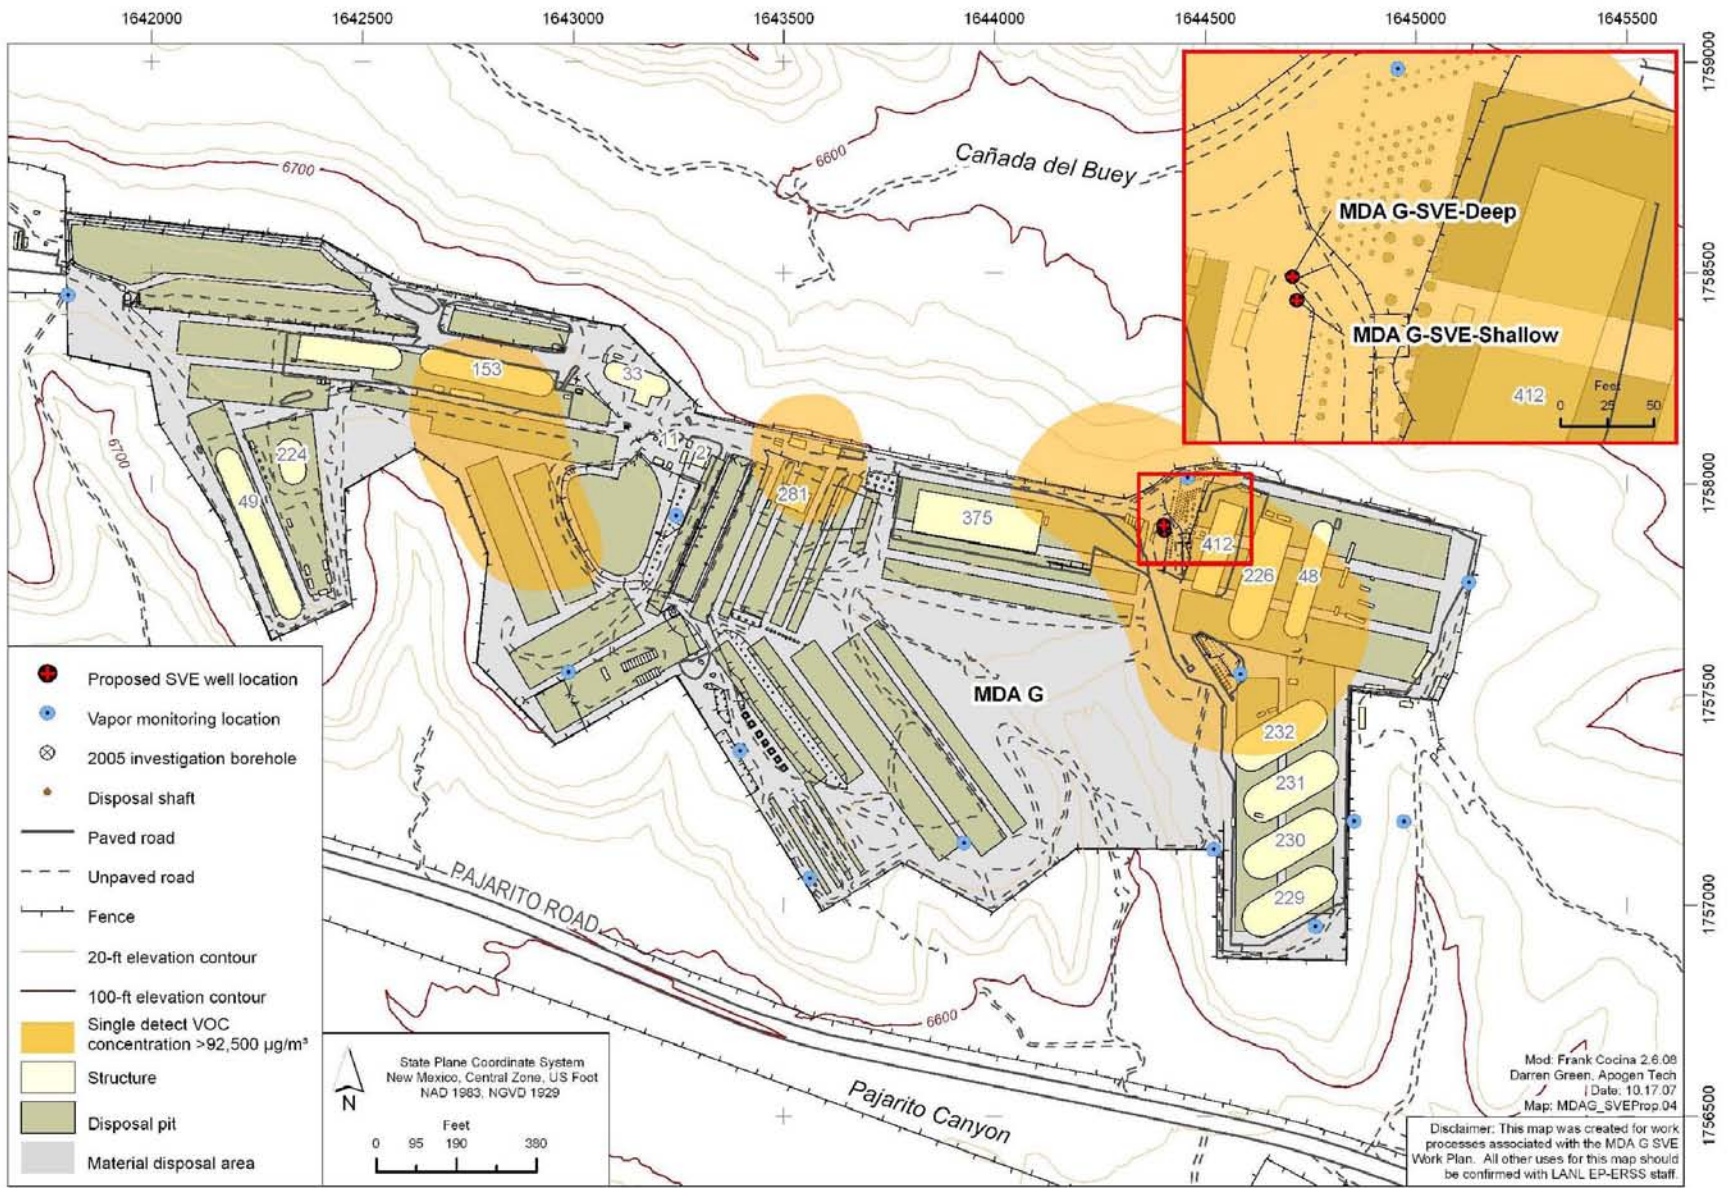 1642000 1642500 1643000 1643500 1644000 1644500 1645000 1645500
1759000
1758500
1758000
1757500
1757000
1756500
6700
6600
Cañada del Buey
MDA G-SVE-Deep
MDA G-SVE-Shallow
412
Feet
0 25 50
153
33
11
2
281
375
412
226
48
224
49
6700
MDA G
232
231
230
229
PAJARITO ROAD
6600
Pajarito Canyon
Proposed SVE well location
Vapor monitoring location
2005 investigation borehole
Disposal shaft
Paved road
Unpaved road
Fence
20-ft elevation contour
100-ft elevation contour
Single detect VOC
concentration >92,500 µg/m³
Structure
Disposal pit
Material disposal area
N
State Plane Coordinate System
New Mexico, Central Zone, US Foot
NAD 1983, NGVD 1929
Feet
0 95 190 380
Mod: Frank Cocina 2.6.08
Darren Green, Apogen Tech
Date: 10.17.07
Map: MDAG_SVEProp.04
Disclaimer: This map was created for work
processes associated with the MDA G SVE
Work Plan. All other uses for this map should
be confirmed with LANL EP-ERSS staff.